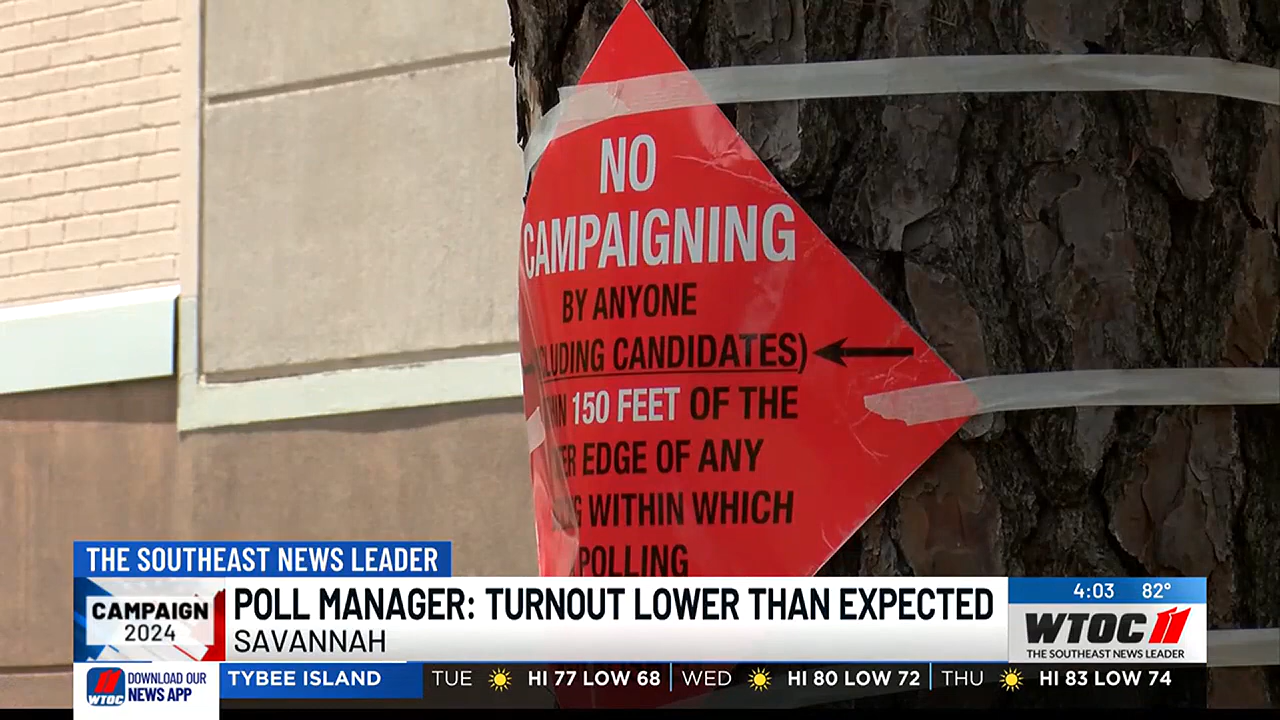 NO
CAMPAIGNING
BY ANYONE
CANDIDATES)
150 FEET OF THE
EDGE OF ANY
WITHIN WHICH
POLLING
THE SOUTHEAST NEWS LEADER
CAMPAIGN
2024
POLL MANAGER: TURNOUT LOWER THAN EXPECTED
SAVANNAH
4:03 82°
WTOC 11
THE SOUTHEAST NEWS LEADER
11
WTOC
DOWNLOAD OUR
NEWS APP
TYBEE ISLAND TUE HI 77 LOW 68 WED HI 80 LOW 72 THU HI 83 LOW 74